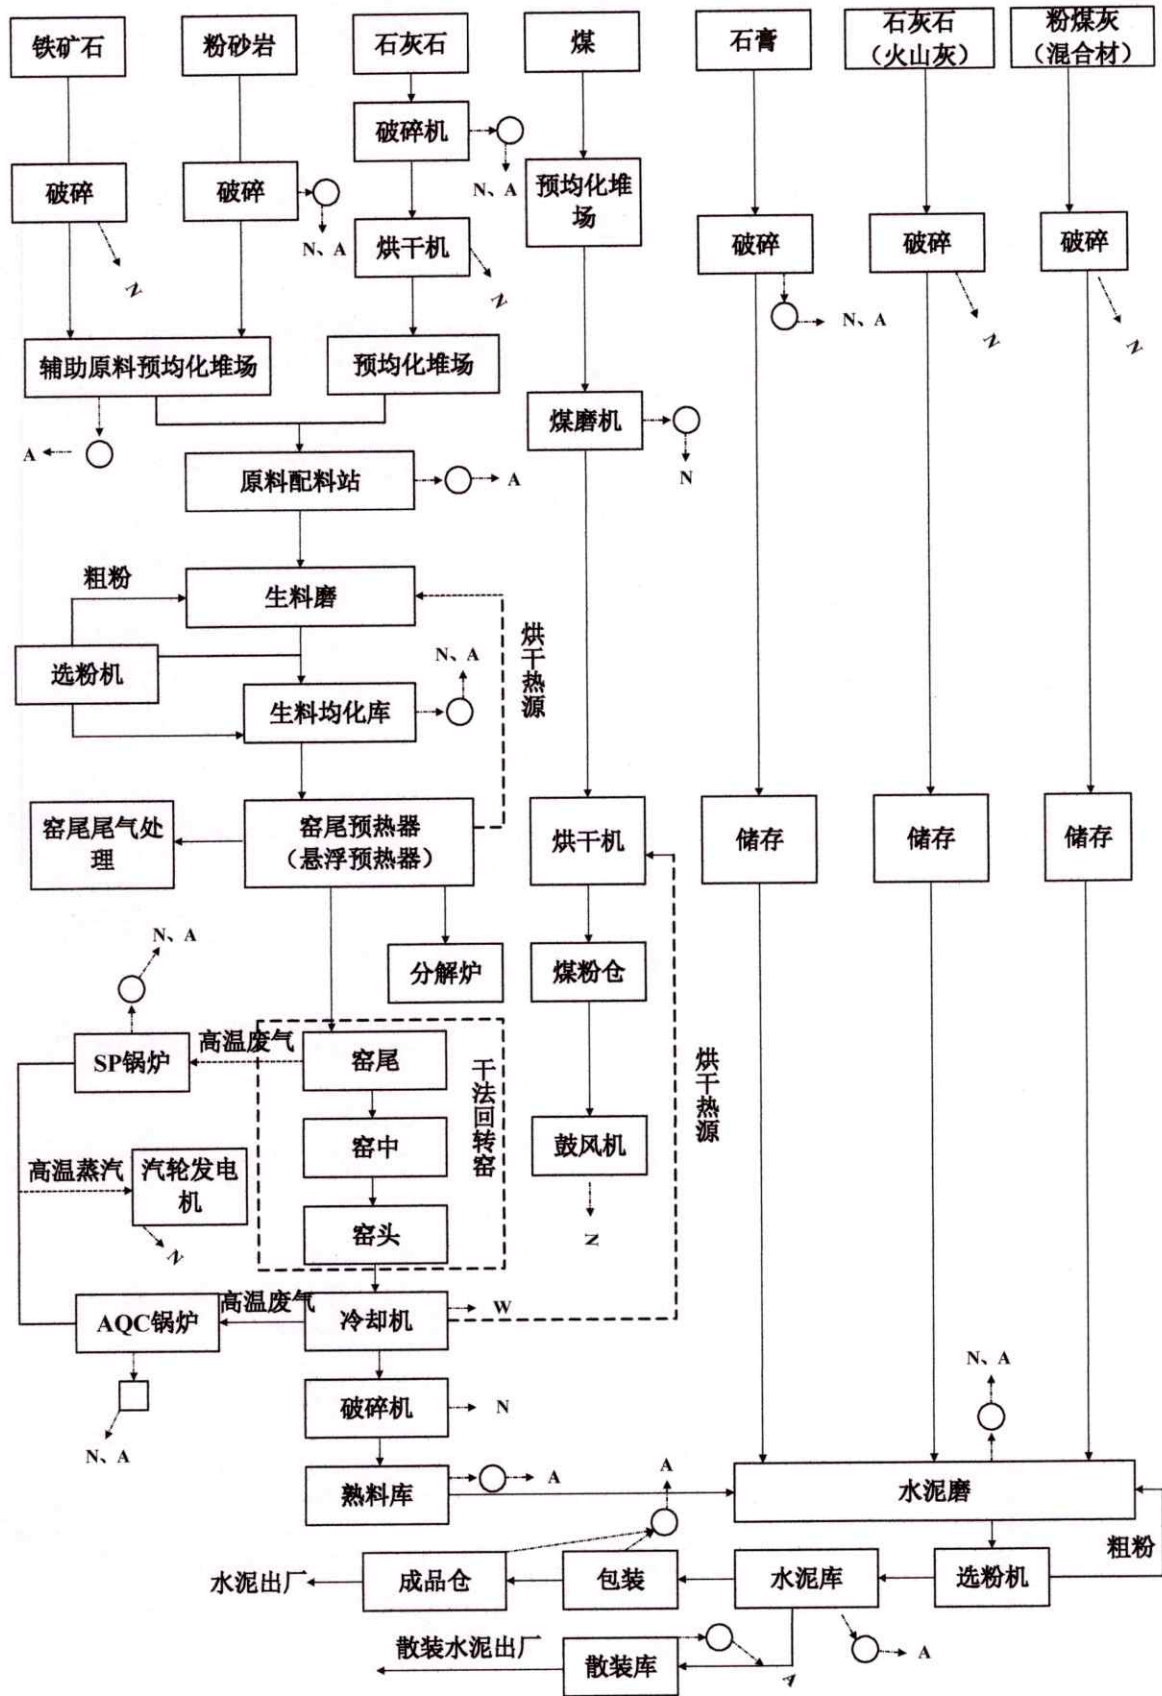 铁矿石
粉砂岩
石灰石
煤
石膏
石灰石
（火山灰）
粉煤灰
（混合材）
破碎机
N、A
破碎
N
破碎
N、A
预均化堆
场
烘干机
N
破碎
N、A
破碎
N
破碎
N
辅助原料预均化堆场
A
预均化堆场
煤磨机
N
原料配料站
A
粗粉
生料磨
烘干热源
选粉机
N、A
生料均化库
窑尾尾气处
理
窑尾预热器
（悬浮预热器）
烘干机
储存
储存
储存
N、A
分解炉
煤粉仓
SP锅炉
高温废气
窑尾
干法回转窑
烘干热源
窑中
鼓风机
N
高温蒸汽
汽轮发电
机
N
窑头
AQC锅炉
高温废气
冷却机
W
N、A
破碎机
N
N、A
熟料库
A
A
水泥磨
粗粉
水泥出厂
成品仓
包装
水泥库
选粉机
A
散装水泥出厂
散装库
A